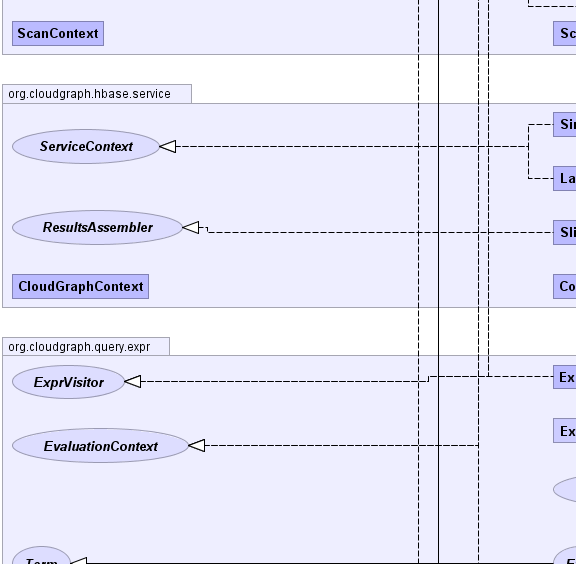 ScanContext
Sc
org.cloudgraph.hbase.service
Sin
ServiceContext
La
ResultsAssembler
Sli
CloudGraphContext
Co
org.cloudgraph.query.expr
ExprVisitor
Ex
EvaluationContext
Ex
Term